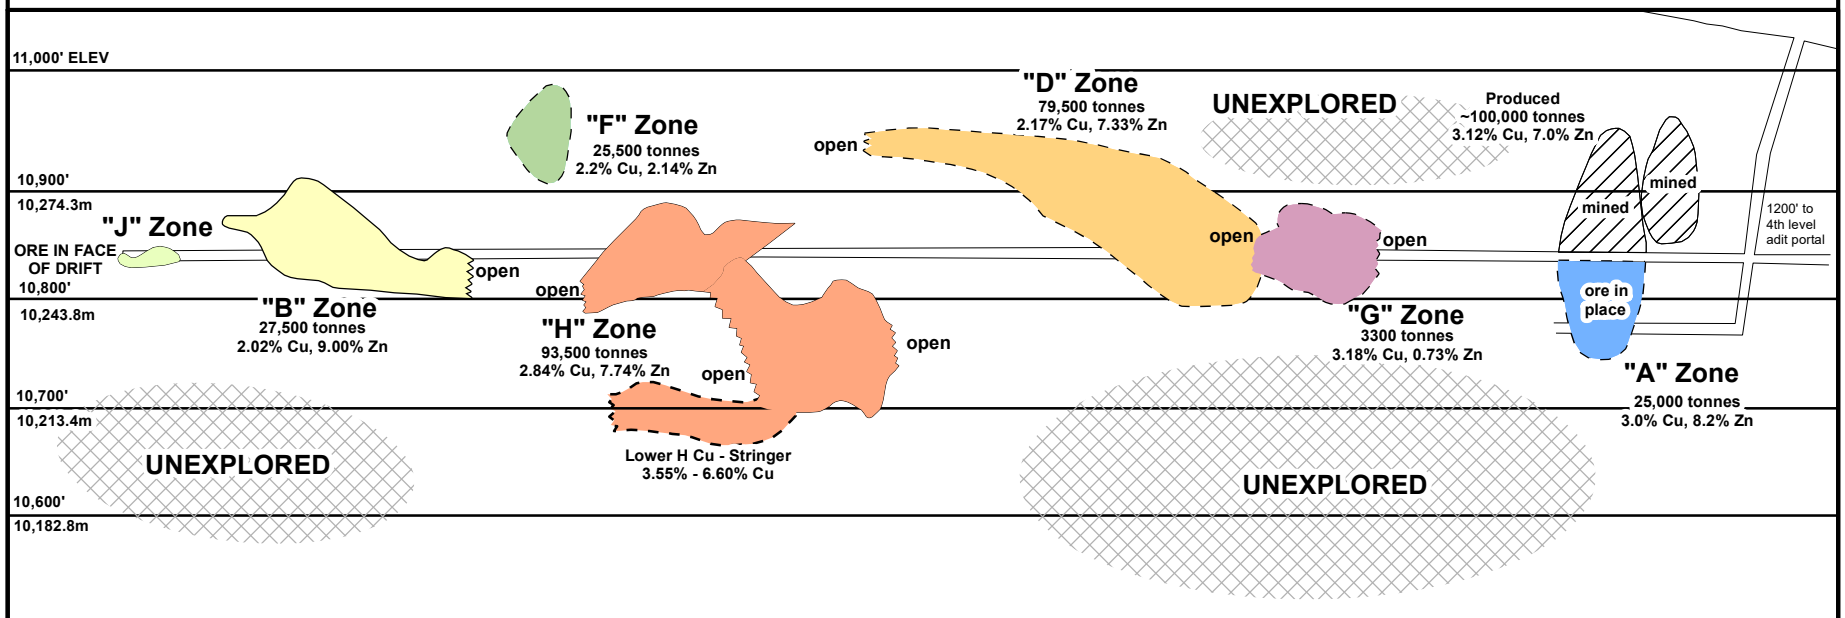 11,000' ELEV
"D" Zone
79,500 tonnes
2.17% Cu, 7.33% Zn
UNEXPLORED
Produced
~100,000 tonnes
3.12% Cu, 7.0% Zn
"F" Zone
25,500 tonnes
2.2% Cu, 2.14% Zn
open
10,900'
10,274.3m
mined
mined
"J" Zone
1200' to
4th level
adit portal
ORE IN FACE
OF DRIFT
open
open
open
open
10,800'
10,243.8m
ore in
place
"B" Zone
27,500 tonnes
2.02% Cu, 9.00% Zn
"H" Zone
93,500 tonnes
2.84% Cu, 7.74% Zn
open
open
"G" Zone
3300 tonnes
3.18% Cu, 0.73% Zn
"A" Zone
25,000 tonnes
3.0% Cu, 8.2% Zn
10,700'
10,213.4m
UNEXPLORED
Lower H Cu - Stringer
3.55% - 6.60% Cu
UNEXPLORED
10,600'
10,182.8m